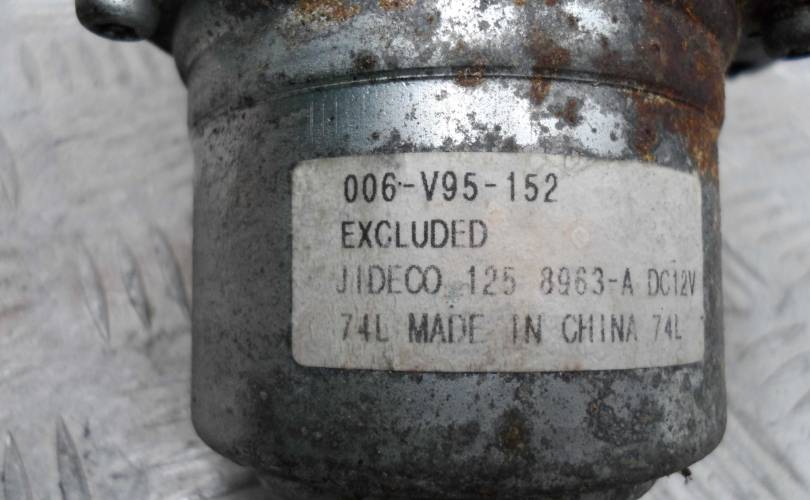 006-V95-152
EXCLUDED
JIDECO 125 8963-A DC12V
74L MADE IN CHINA 74L